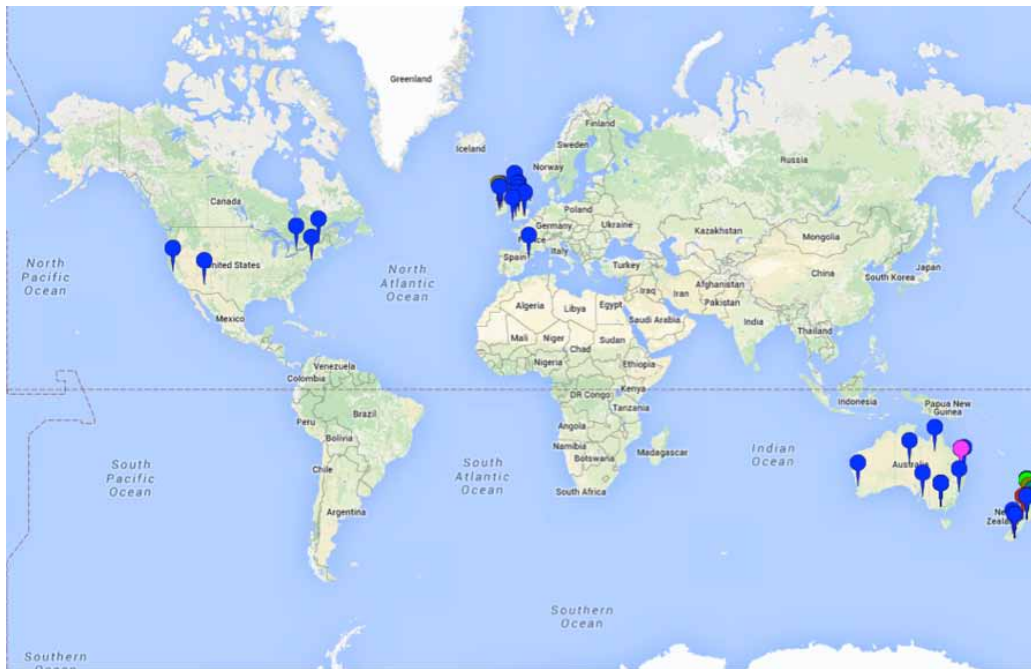 Greenland
Iceland
Finland
Sweden
Norway
Russia
Canada
Poland
Germany
Ukraine
Kazakhstan
Mongolia
Italy
Spain
Turkey
North
Pacific
Ocean
United States
North
Atlantic
Ocean
China
South Korea
Japan
Afghanistan
Iraq
Iran
Pakistan
Algeria
Libya
Egypt
Saudi Arabia
India
Mexico
Mali
Niger
Chad
Sudan
Thailand
Nigeria
Ethiopia
Venezuela
Colombia
Kenya
DR Congo
Indonesia
Papua New
Guinea
Tanzania
Brazil
Peru
Angola
Bolivia
Namibia
Botswana
Madagascar
Indian
Ocean
South
Pacific
Ocean
Chile
South
Atlantic
Ocean
South Africa
Australia
Argentina
Southern
Ocean
Southern
Ocean